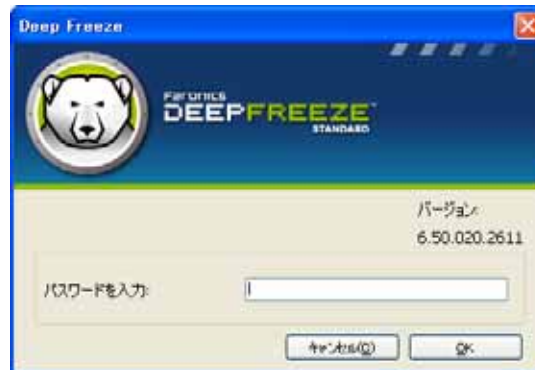 Deep Freeze
Faronics
DEEPFREEZE™
STANDARD
バージョン:
6.50.020.2611
パスワードを入力:
キャンセル(C)
OK